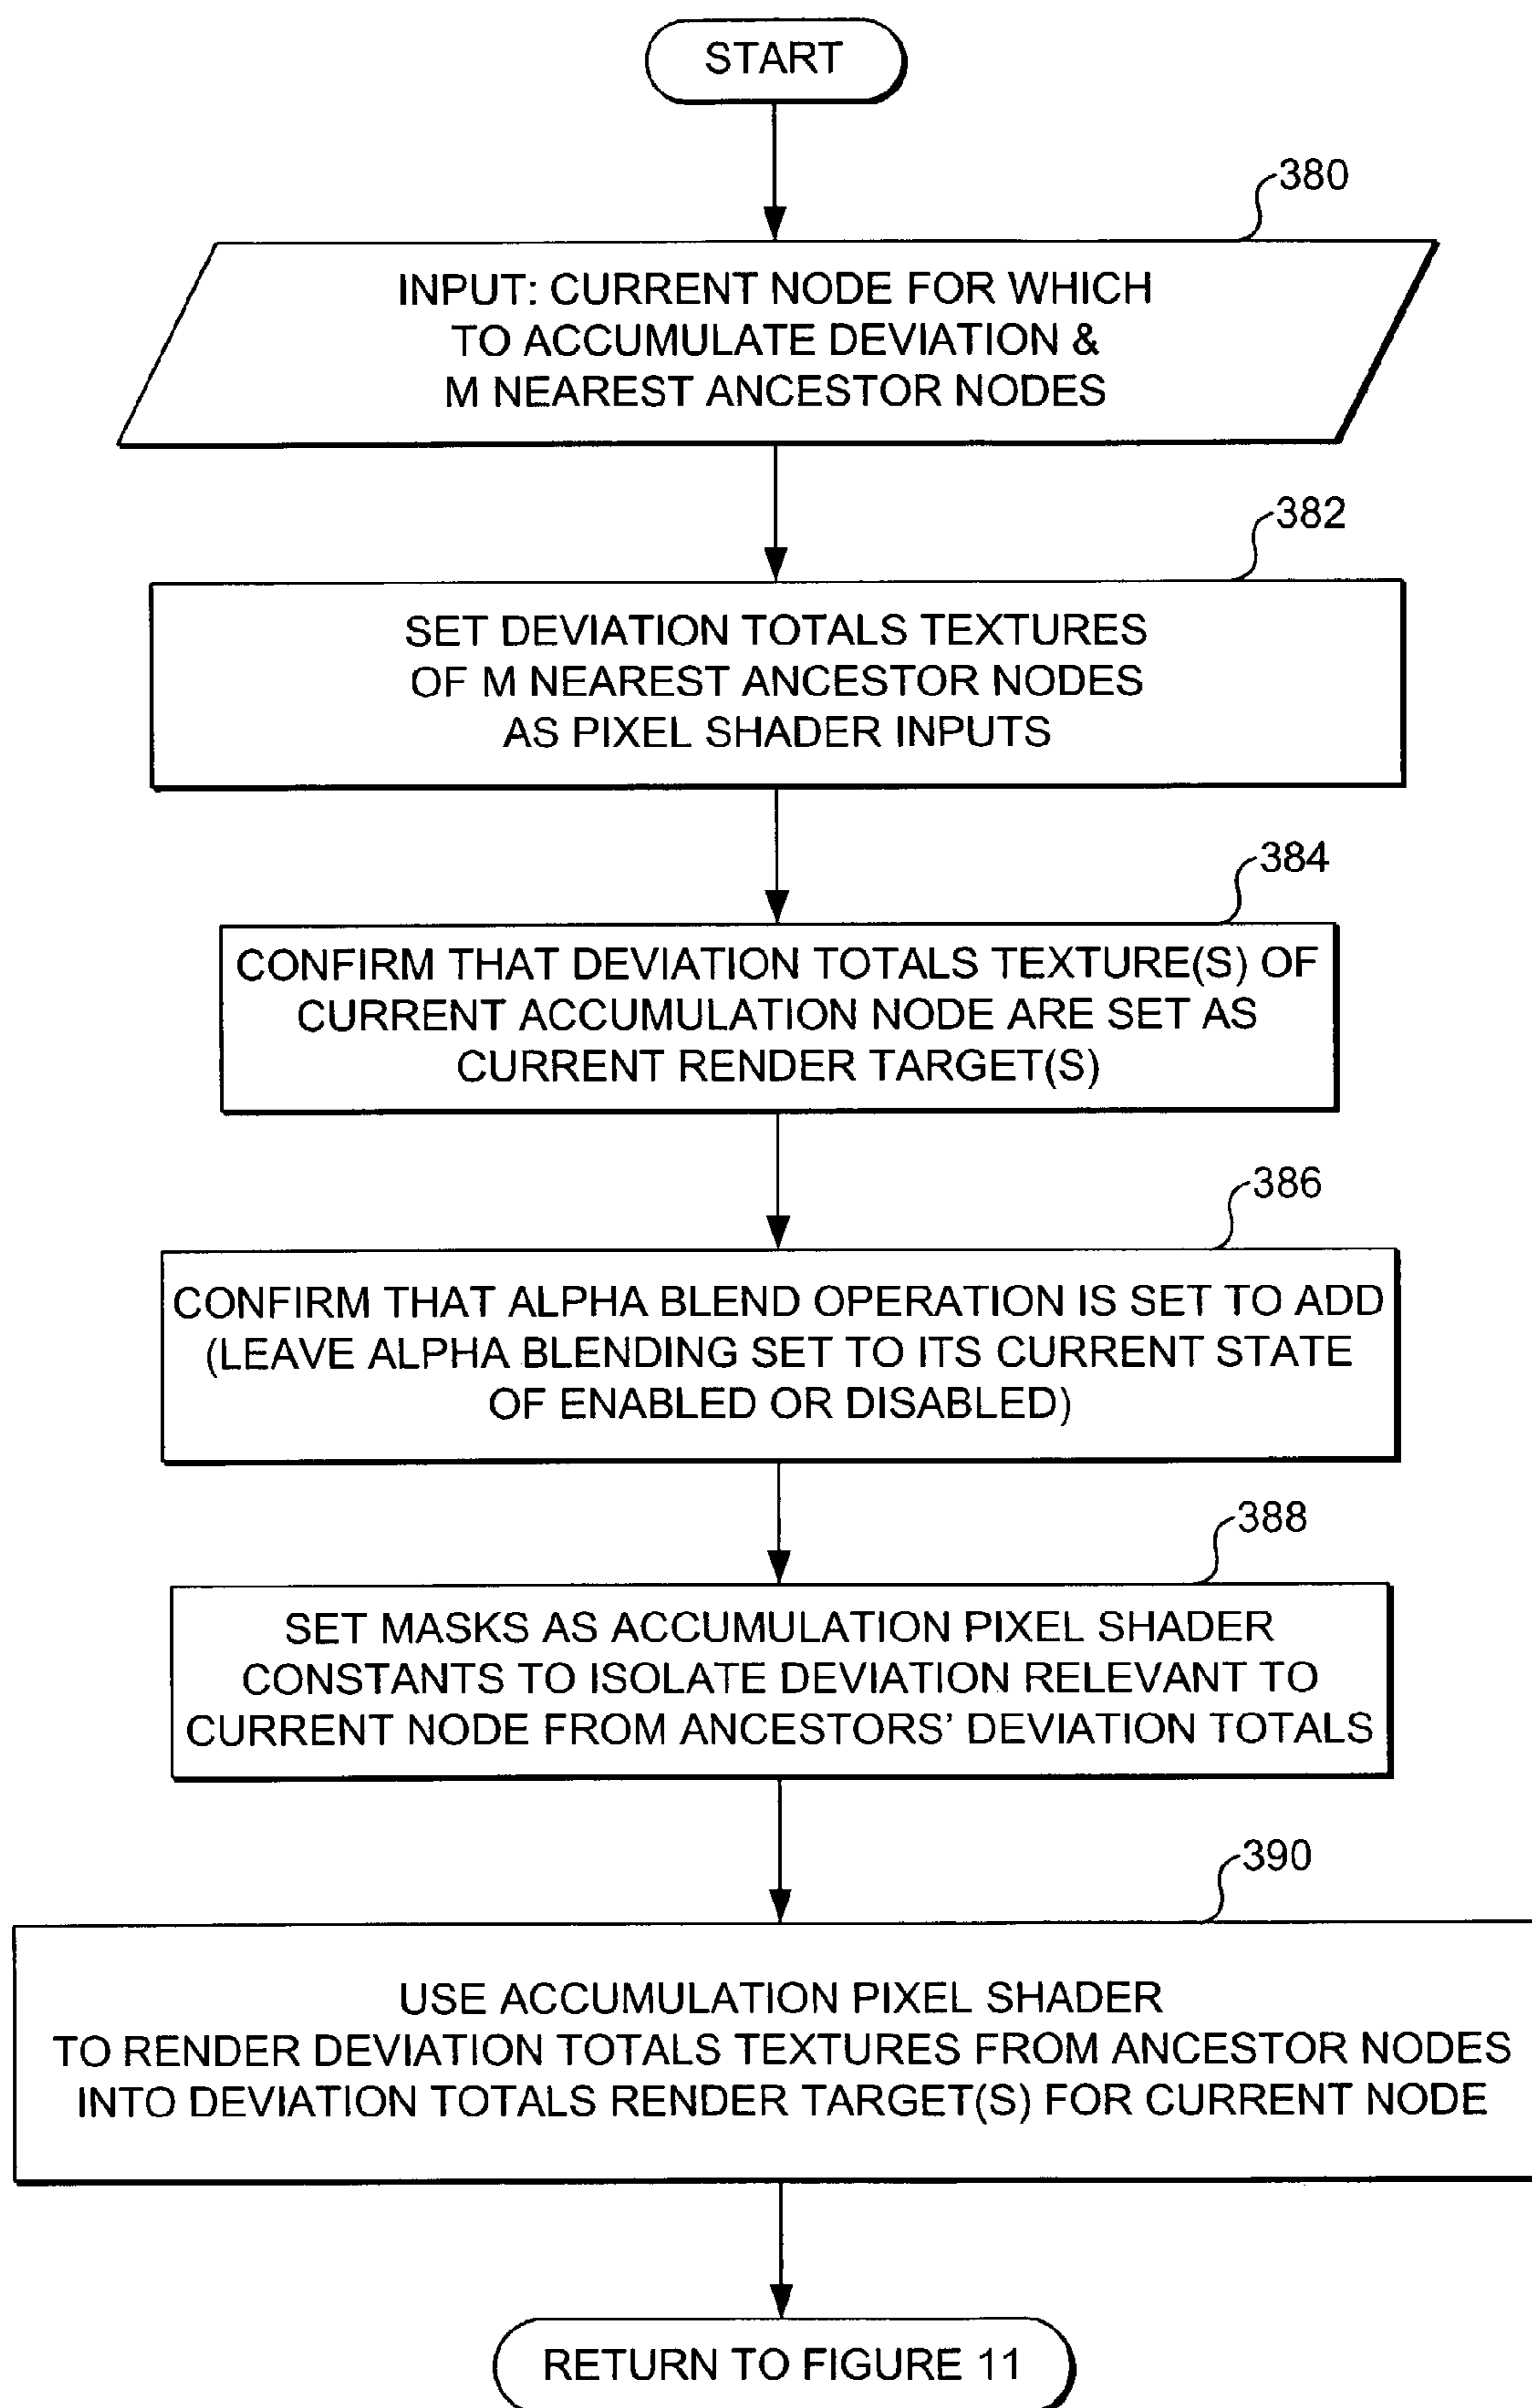 START
380
INPUT: CURRENT NODE FOR WHICH
TO ACCUMULATE DEVIATION &
M NEAREST ANCESTOR NODES
382
SET DEVIATION TOTALS TEXTURES
OF M NEAREST ANCESTOR NODES
AS PIXEL SHADER INPUTS
384
CONFIRM THAT DEVIATION TOTALS TEXTURE(S) OF
CURRENT ACCUMULATION NODE ARE SET AS
CURRENT RENDER TARGET(S)
386
CONFIRM THAT ALPHA BLEND OPERATION IS SET TO ADD
(LEAVE ALPHA BLENDING SET TO ITS CURRENT STATE
OF ENABLED OR DISABLED)
388
SET MASKS AS ACCUMULATION PIXEL SHADER
CONSTANTS TO ISOLATE DEVIATION RELEVANT TO
CURRENT NODE FROM ANCESTORS’ DEVIATION TOTALS
390
USE ACCUMULATION PIXEL SHADER
TO RENDER DEVIATION TOTALS TEXTURES FROM ANCESTOR NODES
INTO DEVIATION TOTALS RENDER TARGET(S) FOR CURRENT NODE
RETURN TO FIGURE 11